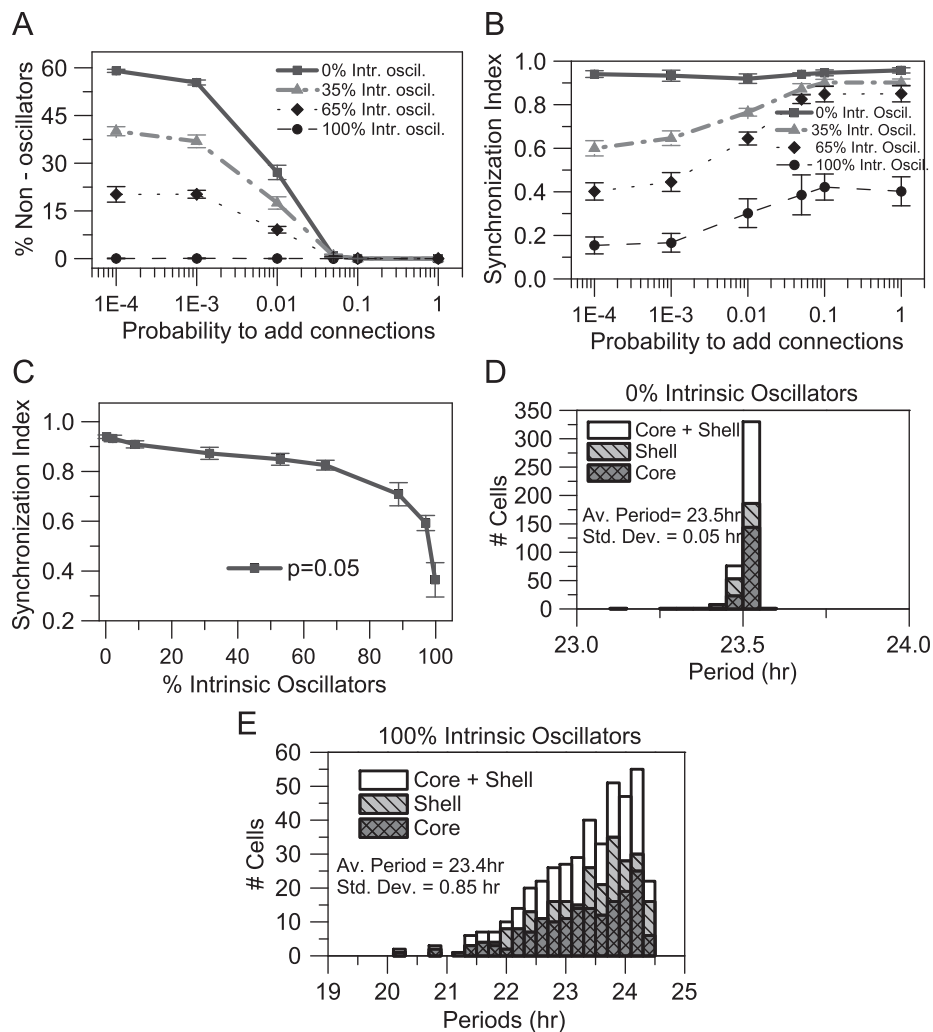 A
60
45
30
15
0
% Non - oscillators
0% Intr. oscil.
35% Intr. oscil.
65% Intr. oscil.
100% Intr. oscil.
1E-4 1E-3 0.01 0.1 1
Probability to add connections
B
1.0
0.8
0.6
0.4
0.2
0.0
Synchronization Index
0% Intr. Oscil.
35% Intr. Oscil.
65% Intr. Oscil.
100% Intr. Oscil.
1E-4 1E-3 0.01 0.1 1
Probability to add connections
C
1.0
0.8
0.6
0.4
0.2
Synchronization Index
p=0.05
0 20 40 60 80 100
% Intrinsic Oscillators
D
0% Intrinsic Oscillators
350
300
250
200
150
100
50
0
# Cells
Core + Shell
Shell
Core
Av. Period= 23.5hr
Std. Dev. = 0.05 hr
23.0 23.5 24.0
Period (hr)
E
100% Intrinsic Oscillators
60
50
40
30
20
10
0
# Cells
Core + Shell
Shell
Core
Av. Period = 23.4hr
Std. Dev. = 0.85 hr
19 20 21 22 23 24 25
Periods (hr)